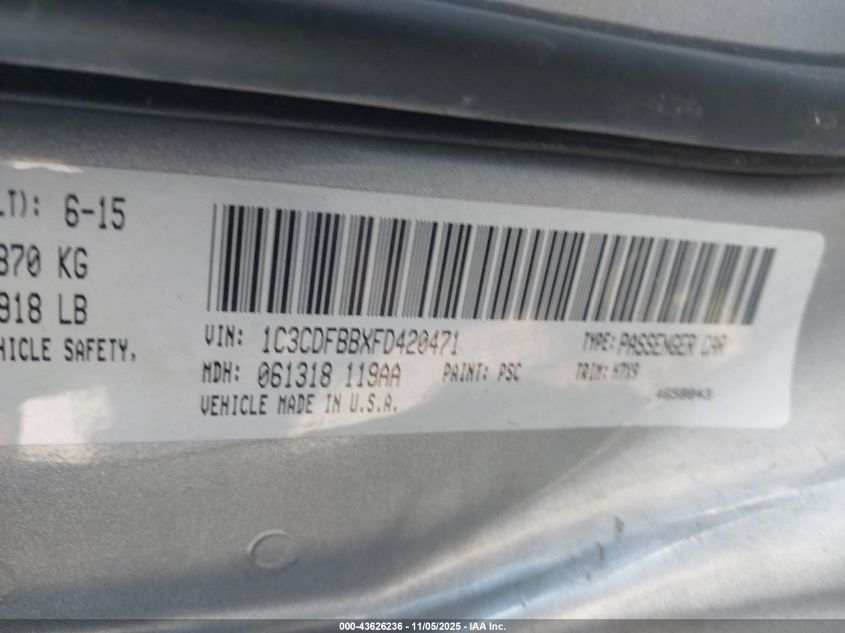 LT): 6-15
870 KG
918 LB
HICLE SAFETY,
VIN: 1C3CDFBBXFD420471 TYPE: PASSENGER CAR
MDH: 061318 119AA PAINT: PSC TRIM: H7X9
VEHICLE MADE IN U.S.A. 4658843
000-43626236 - 11/05/2025 - IAA Inc.